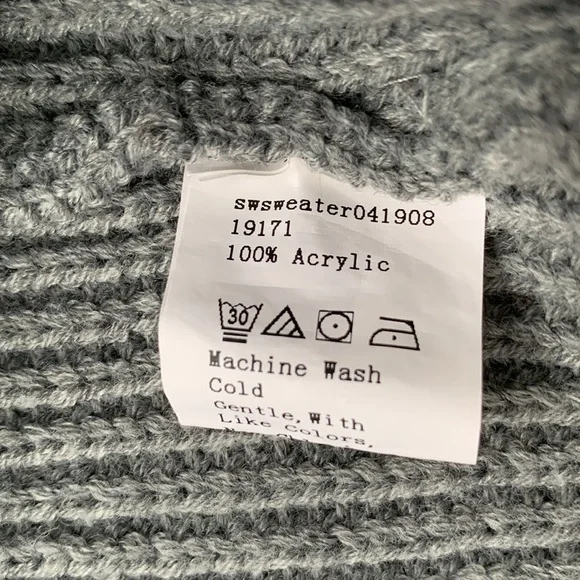 swsweater041908
19171
100% Acrylic
30
Machine Wash
Cold
Gentle, With
Like Colors,